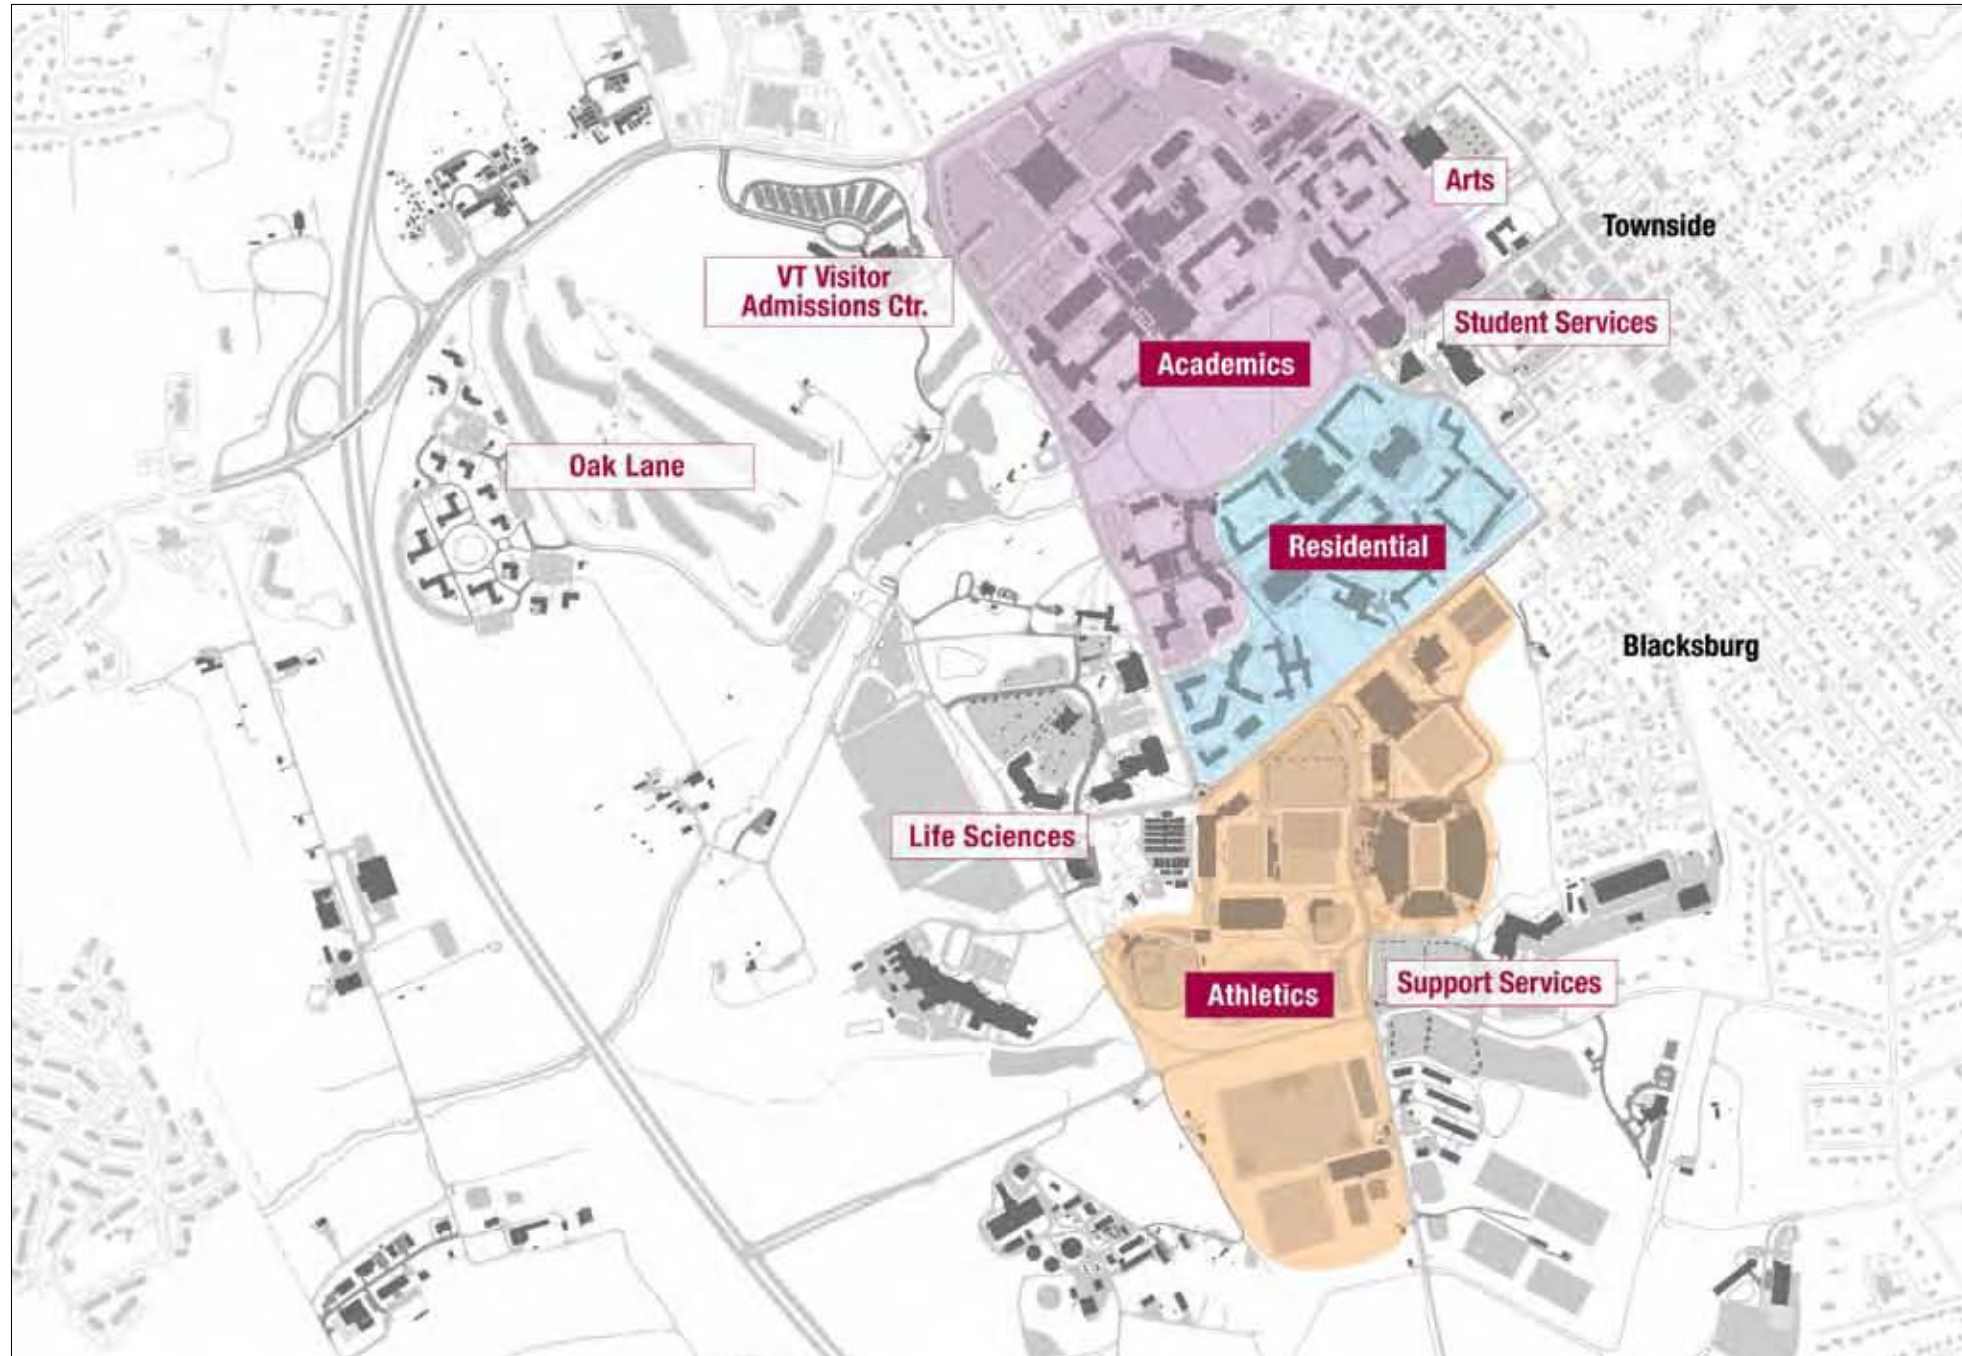 Arts
Townside
VT Visitor
Admissions Ctr.
Student Services
Academics
Oak Lane
Residential
Blacksburg
Life Sciences
Support Services
Athletics